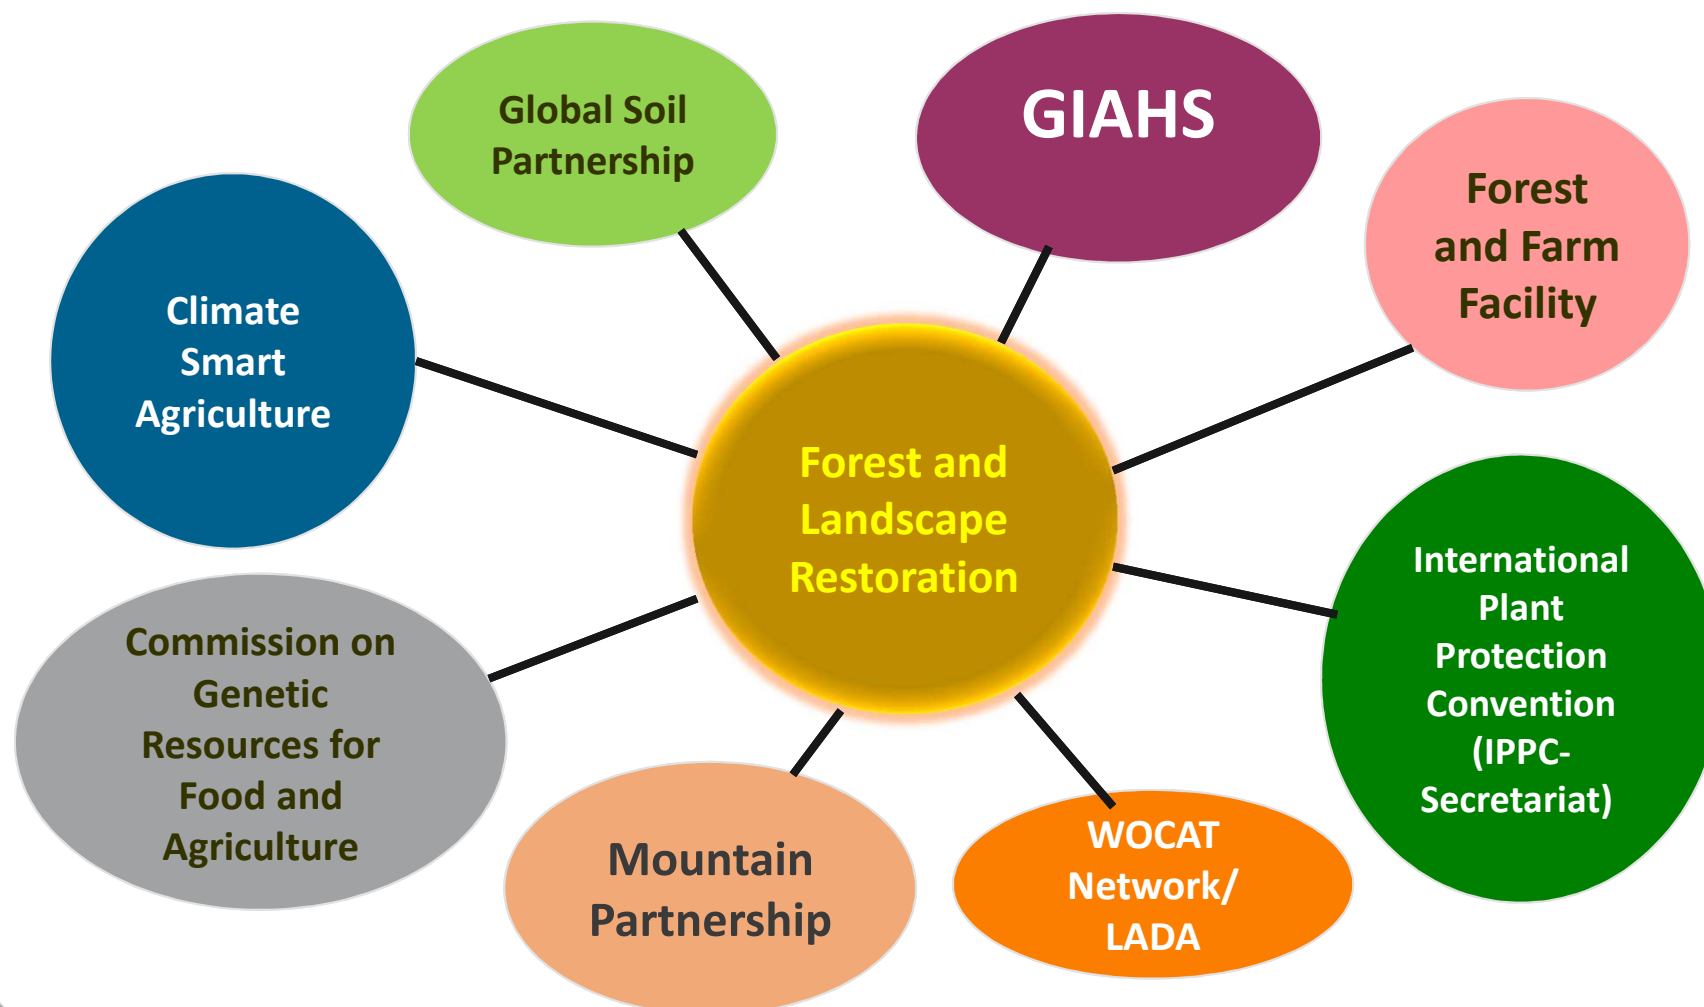 Global Soil
Partnership
GIAHS
Forest
and Farm
Facility
Climate
Smart
Agriculture
Forest and
Landscape
Restoration
International
Plant
Protection
Convention
(IPPC-
Secretariat)
Commission on
Genetic
Resources for
Food and
Agriculture
Mountain
Partnership
WOCAT
Network/
LADA